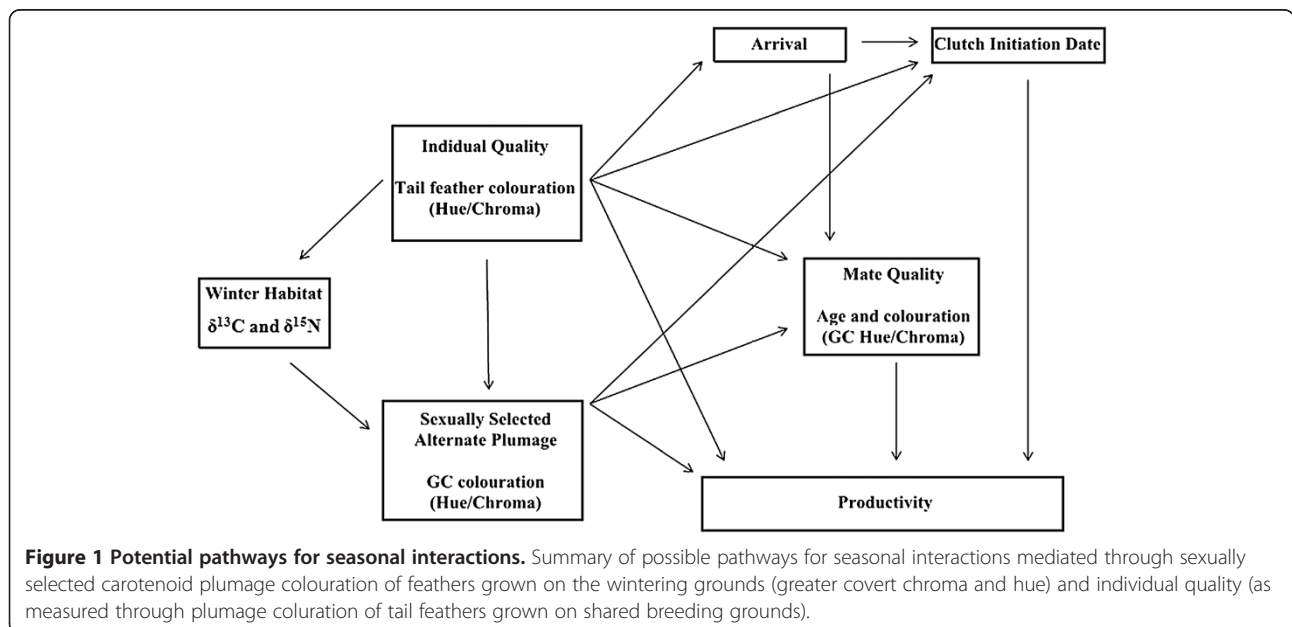 Arrival
Clutch Initiation Date
Indidual Quality
Tail feather colouration
(Hue/Chroma)
Winter Habitat
δ¹³C and δ¹⁵N
Mate Quality
Age and colouration
(GC Hue/Chroma)
Sexually Selected
Alternate Plumage
GC colouration
(Hue/Chroma)
Productivity
Figure 1 Potential pathways for seasonal interactions. Summary of possible pathways for seasonal interactions mediated through sexually
selected carotenoid plumage colouration of feathers grown on the wintering grounds (greater covert chroma and hue) and individual quality (as
measured through plumage coluration of tail feathers grown on shared breeding grounds).